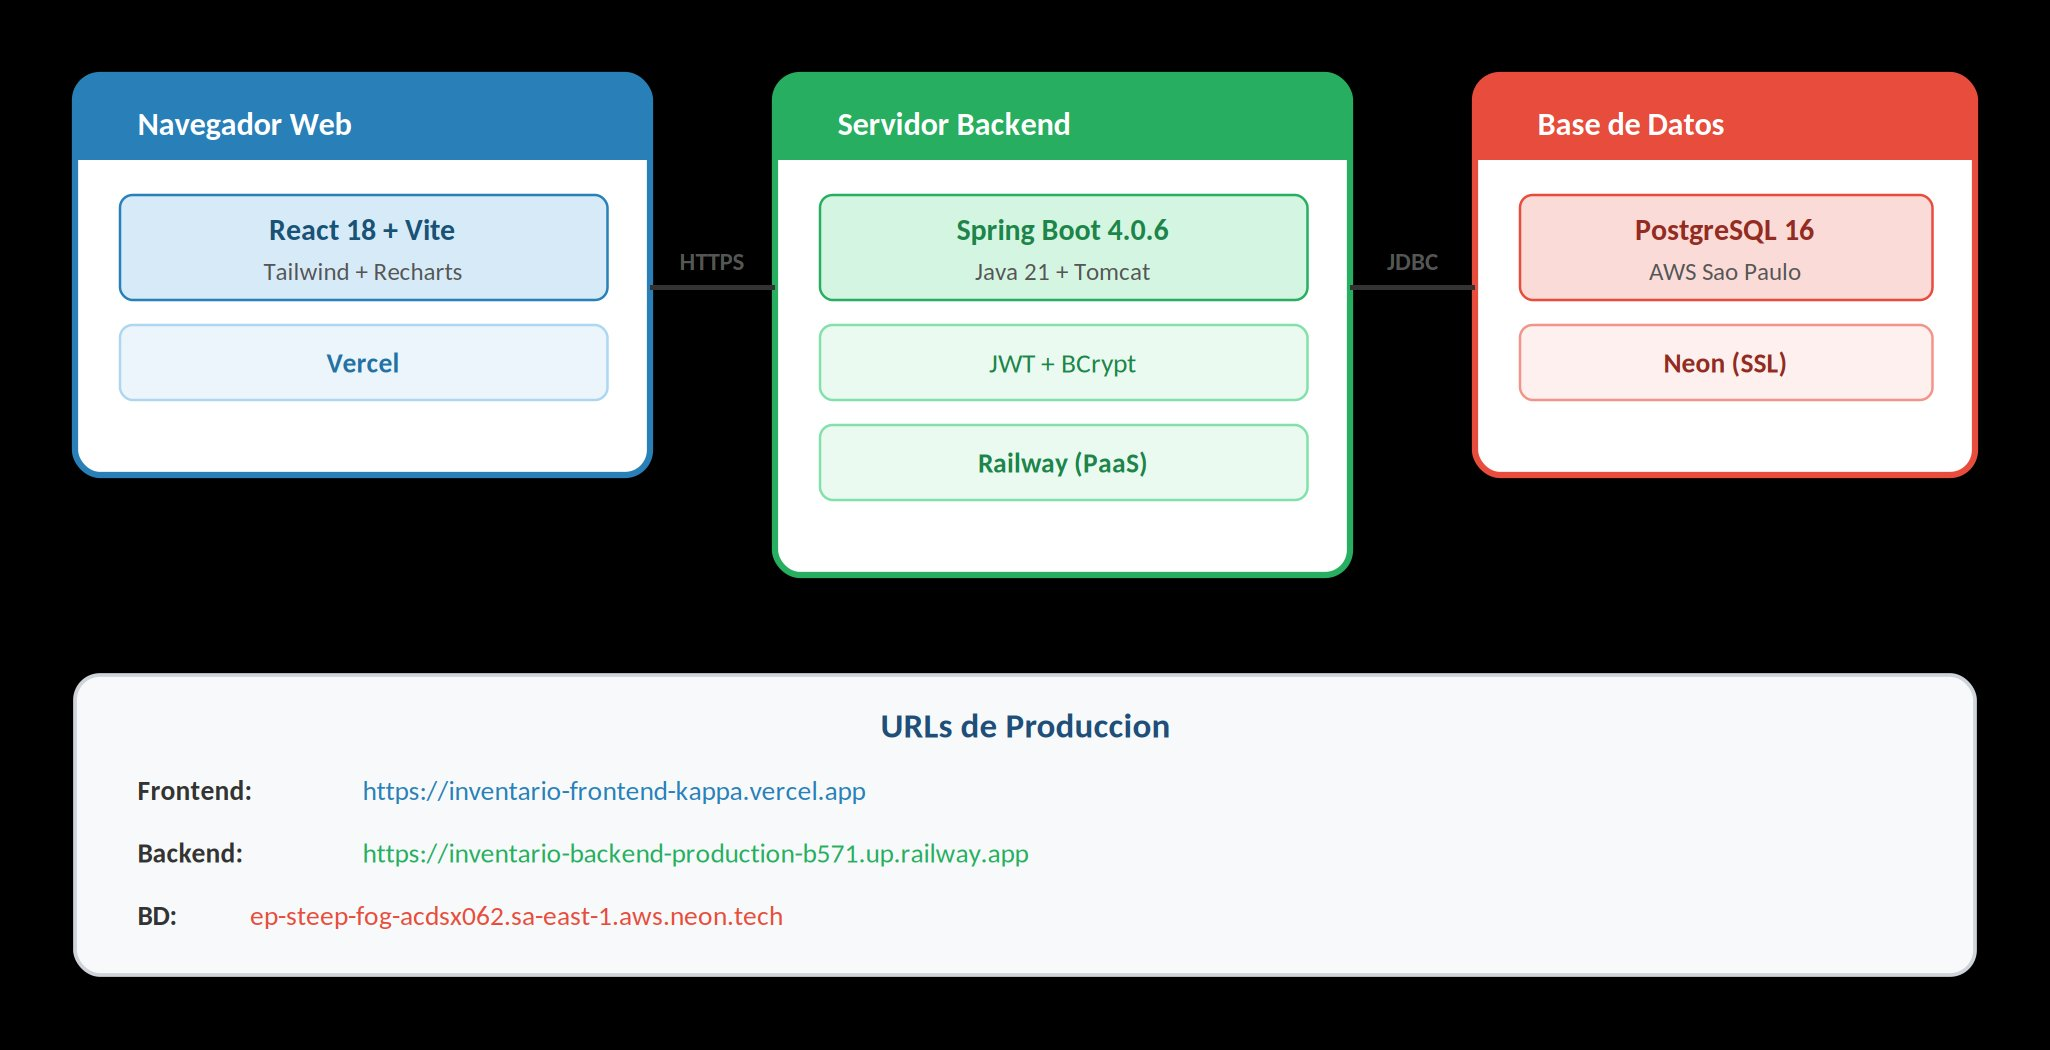 Navegador Web
React 18 + Vite
Tailwind + Recharts
Vercel
HTTPS
Servidor Backend
Spring Boot 4.0.6
Java 21 + Tomcat
JWT + BCrypt
Railway (PaaS)
JDBC
Base de Datos
PostgreSQL 16
AWS Sao Paulo
Neon (SSL)
URLs de Produccion
Frontend: https://inventario-frontend-kappa.vercel.app
Backend: https://inventario-backend-production-b571.up.railway.app
BD: ep-steep-fog-acdsx062.sa-east-1.aws.neon.tech